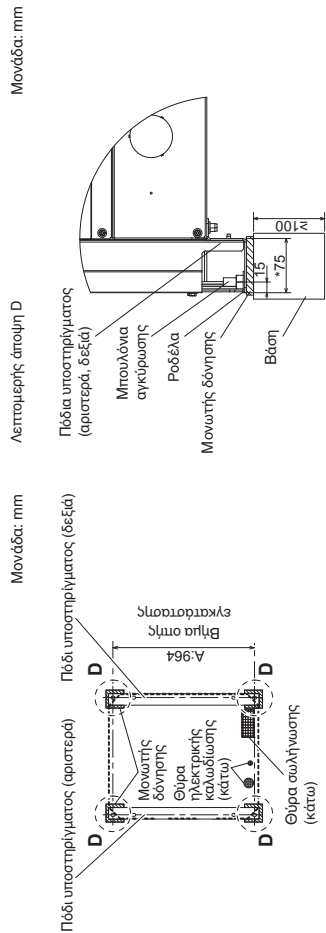 Μονάδα: mm
Πόδι υποστηρίγματος (αριστερά)
Πόδι υποστηρίγματος (δεξιά)
D
D
D
D
Μονωτής
δόνησης
Θύρα
ηλεκτρικής
καλωδίωσης
(κάτω)
Θύρα σωλήνωσης
(κάτω)
A:964
Βήμα οπής
εγκατάστασης
Λεπτομερής άποψη D
Μονάδα: mm
Πόδια υποστηρίγματος
(αριστερά, δεξιά)
Μπουλόνια
αγκύρωσης
Ροδέλα
Μονωτής δόνησης
Βάση
15
*75
≥100